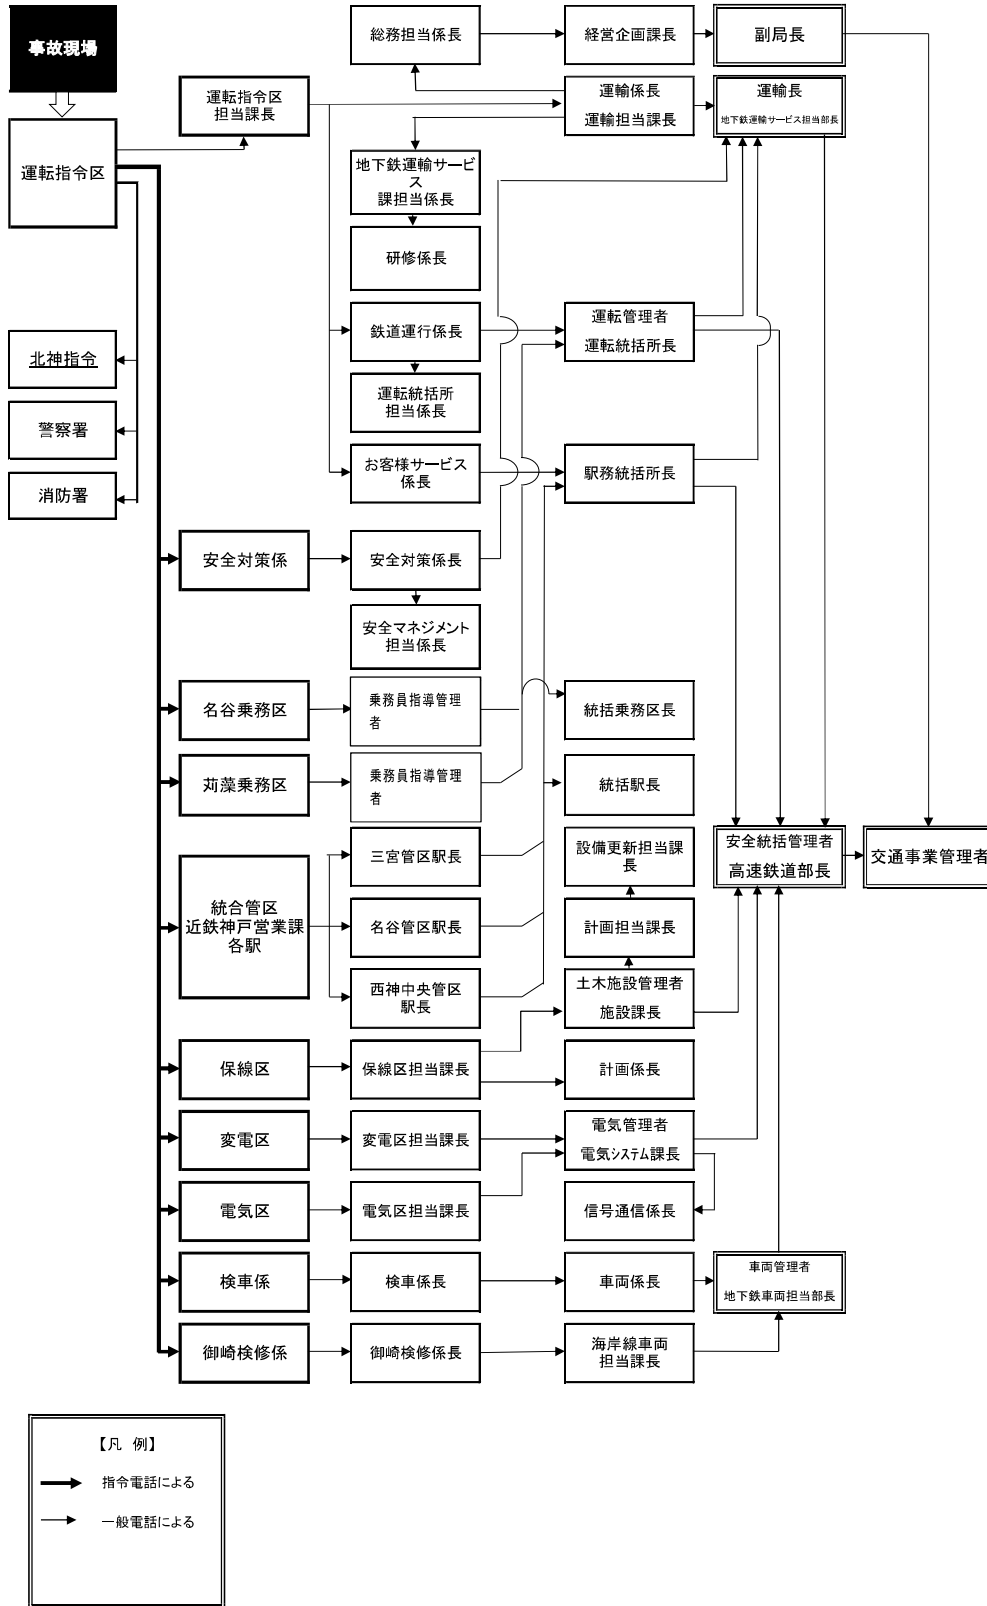 事故現場
総務担当係長
経営企画課長
副局長
運転指令区
担当課長
運輸係長
運輸担当課長
運輸長
地下鉄運輸サービス担当部長
運転指令区
地下鉄運輸サービ
ス
課担当係長
研修係長
北神指令
鉄道運行係長
運転管理者
運転統括所長
警察署
運転統括所
担当係長
消防署
お客様サービス
係長
駅務統括所長
安全対策係
安全対策係長
安全マネジメント
担当係長
名谷乗務区
乗務員指導管理
者
統括乗務区長
苅藻乗務区
乗務員指導管理
者
統括駅長
三宮管区駅長
設備更新担当課
長
安全統括管理者
高速鉄道部長
交通事業管理者
統合管区
近鉄神戸営業課
各駅
名谷管区駅長
計画担当課長
西神中央管区
駅長
土木施設管理者
施設課長
保線区
保線区担当課長
計画係長
変電区
変電区担当課長
電気管理者
電気システム課長
電気区
電気区担当課長
信号通信係長
検車係
検車係長
車両係長
車両管理者
地下鉄車両担当部長
御崎検修係
御崎検修係長
海岸線車両
担当課長
【凡 例】
指令電話による
一般電話による